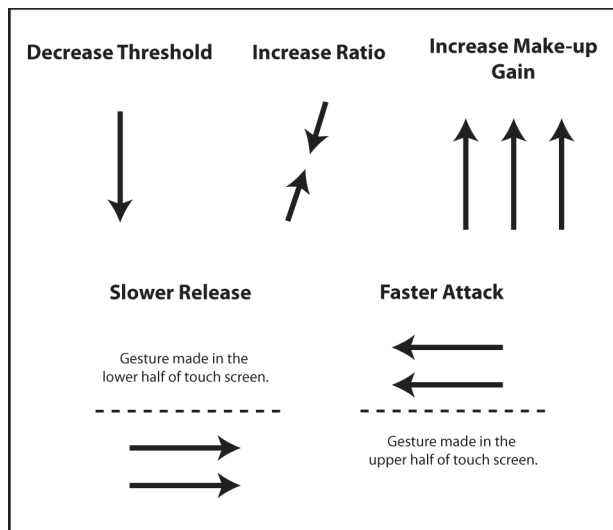 Decrease Threshold
Increase Ratio
Increase Make-up
Gain
Slower Release
Gesture made in the
lower half of touch screen.
Faster Attack
Gesture made in the
upper half of touch screen.